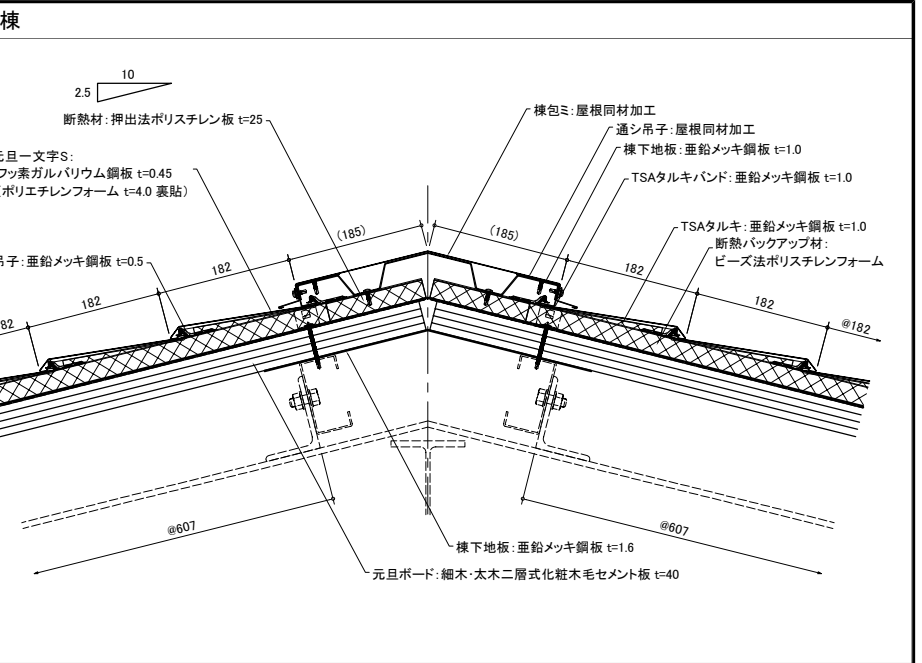 棟
10
2.5
断熱材:押出法ポリスチレン板 t=25
元旦一文字S:
フッ素ガルバリウム鋼板 t=0.45
(ポリエチレンフォーム t=4.0 裏貼)
吊子:亜鉛メッキ鋼板 t=0.5
棟包ミ:屋根同材加工
通シ吊子:屋根同材加工
棟下地板:亜鉛メッキ鋼板 t=1.0
TSAタルキバンド:亜鉛メッキ鋼板 t=1.0
TSAタルキ:亜鉛メッキ鋼板 t=1.0
断熱バックアップ材:
ビーズ法ポリスチレンフォーム
(185)
(185)
182
182
182
182
182
@182
@607
@607
棟下地板:亜鉛メッキ鋼板 t=1.6
元旦ボード:細木・太木二層式化粧木毛セメント板 t=40